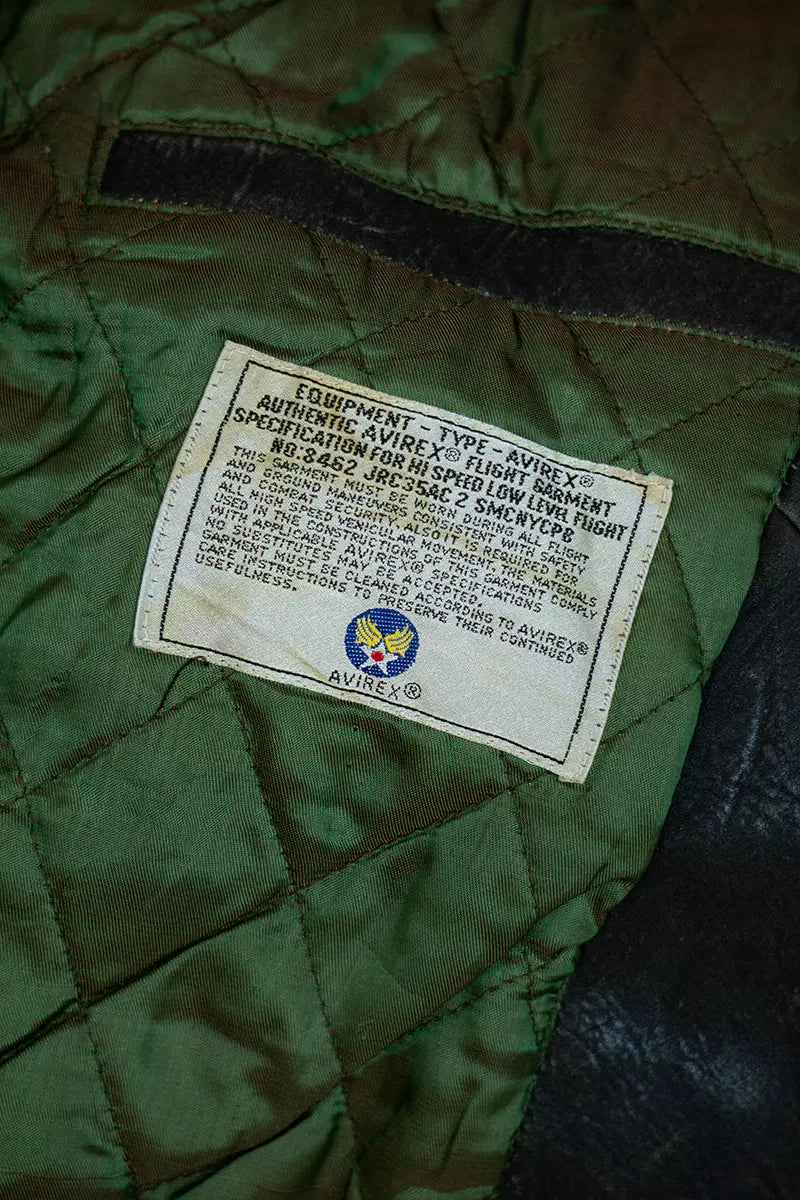 EQUIPMENT - TYPE - AVIREX®
AUTHENTIC AVIREX® FLIGHT GARMENT
SPECIFICATION FOR HI SPEED LOW LEVEL FLIGHT
NO. 8462 JRC35AC 2 SMCNYCPB
THIS GARMENT MUST BE WORN DURING ALL FLIGHT
AND GROUND MANEUVERS CONSISTENT WITH SAFETY
AND COMBAT SECURITY. ALSO IT IS REQUIRED FOR
ALL HIGH SPEED VEHICULAR MOVEMENT. THE MATERIALS
USED IN THE CONSTRUCTIONS OF THIS GARMENT COMPLY
WITH APPLICABLE AVIREX® SPECIFICATIONS
NO SUBSTITUTES MAY BE ACCEPTED.
GARMENT MUST BE CLEANED ACCORDING TO AVIREX®
CARE INSTRUCTIONS TO PRESERVE THEIR CONTINUED
USEFULNESS.
AVIREX®